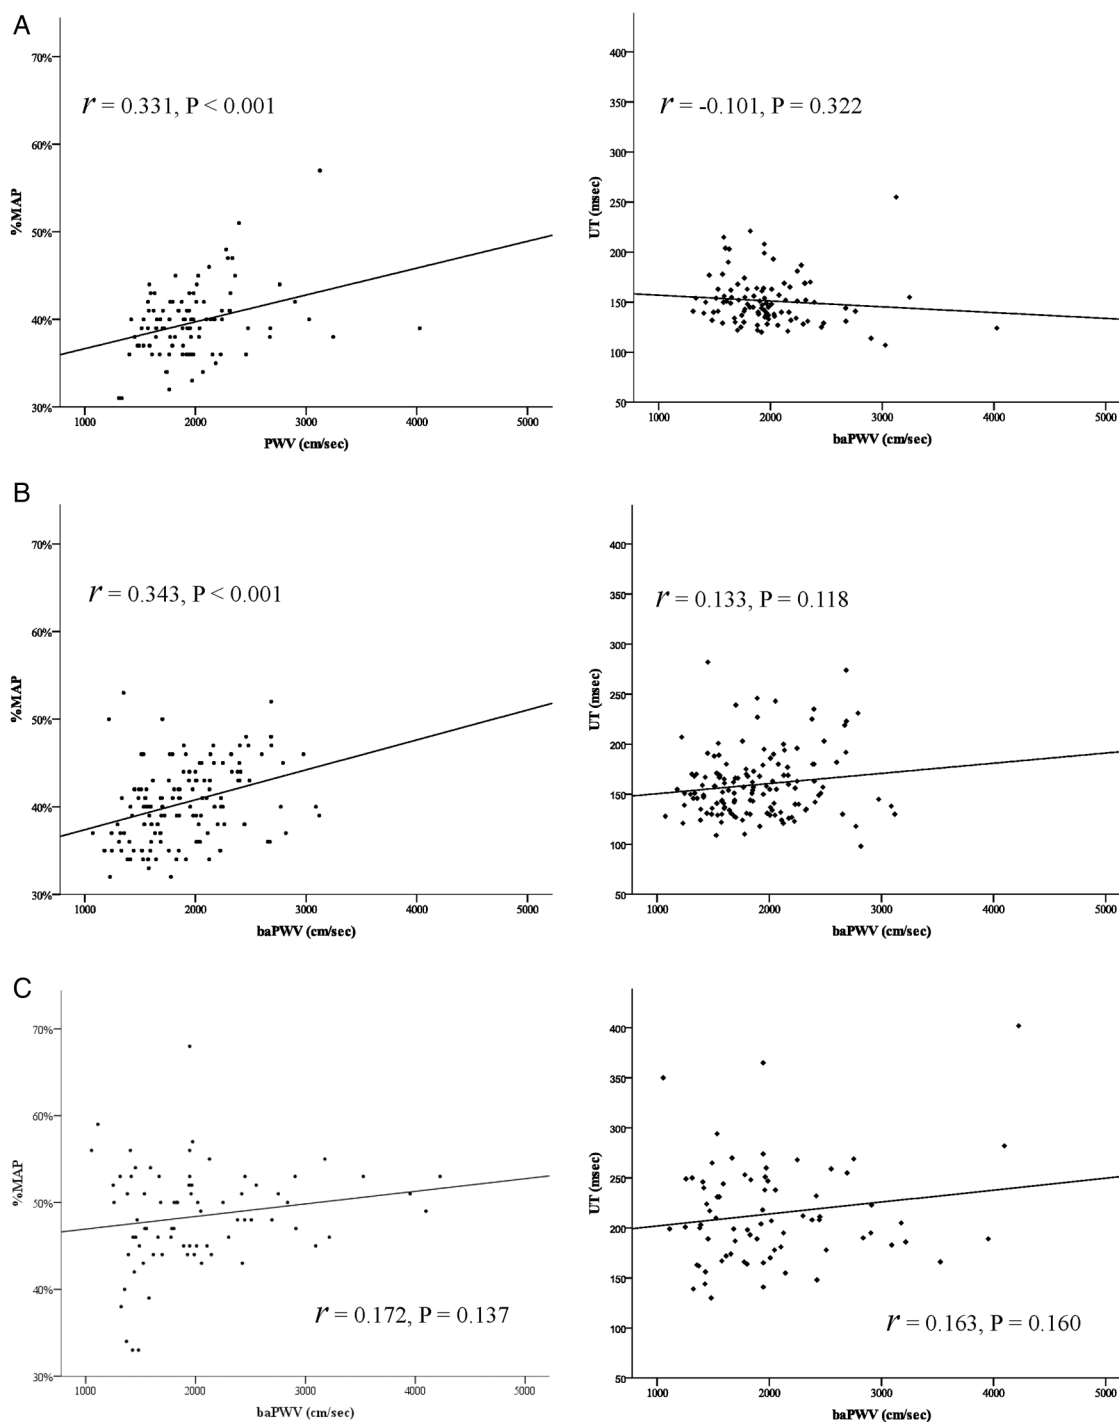 A
70%
60%
50%
40%
30%
%MAP
r = 0.331, P < 0.001
1000 2000 3000 4000 5000
PWV (cm/sec)
400
350
300
250
200
150
100
50
UT (msec)
r = -0.101, P = 0.322
1000 2000 3000 4000 5000
baPWV (cm/sec)
B
70%
60%
50%
40%
30%
%MAP
r = 0.343, P < 0.001
1000 2000 3000 4000 5000
baPWV (cm/sec)
400
350
300
250
200
150
100
50
UT (msec)
r = 0.133, P = 0.118
1000 2000 3000 4000 5000
baPWV (cm/sec)
C
70%
60%
50%
40%
30%
%MAP
r = 0.172, P = 0.137
1000 2000 3000 4000 5000
baPWV (cm/sec)
400
350
300
250
200
150
100
50
UT (msec)
r = 0.163, P = 0.160
1000 2000 3000 4000 5000
baPWV (cm/sec)